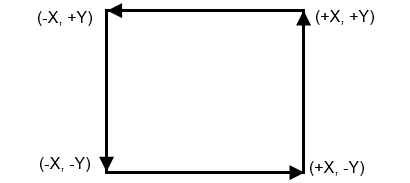 (-X, +Y)
(+X, +Y)
(-X, -Y)
(+X, -Y)